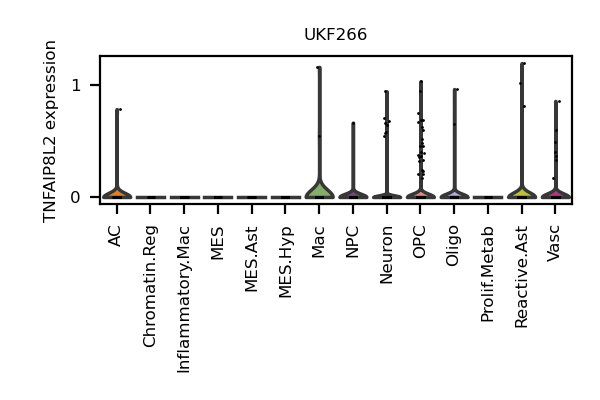 UKF266
TNFAIP8L2 expression
1
0
AC
Chromatin.Reg
Inflammatory.Mac
MES
MES.Ast
MES.Hyp
Mac
NPC
Neuron
OPC
Oligo
Prolif.Metab
Reactive.Ast
Vasc